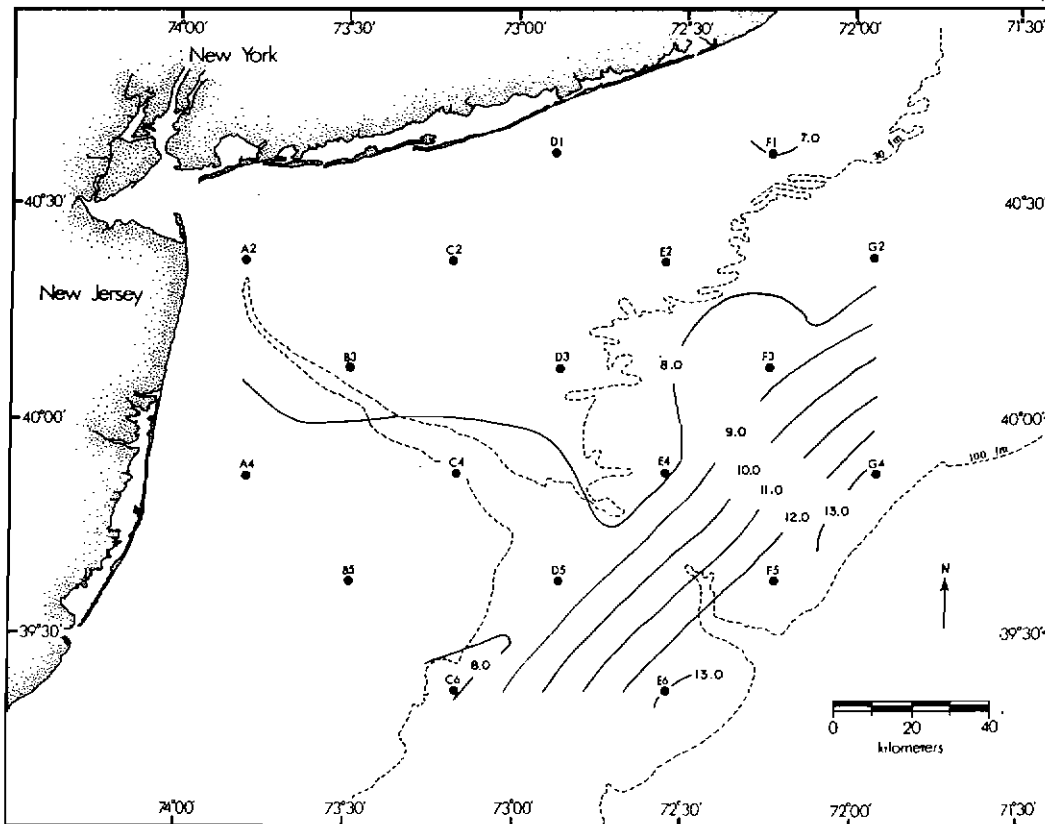 74°00' 73°30' 73°00' 72°30' 72°00' 71°30'
New York
D1
F1
7.0
30 fm
40°30'
40°30'
A2
C2
E2
G2
New Jersey
B3
D3
8.0
F3
40°00'
40°00'
9.0
100 fm
A4
C4
E4
10.0
G4
11.0
12.0
13.0
B5
D5
F5
N
39°30'
39°30'
8.0
C6
E6
13.0
0 20 40
kilometers
74°00' 73°30' 73°00' 72°30' 72°00' 71°30'